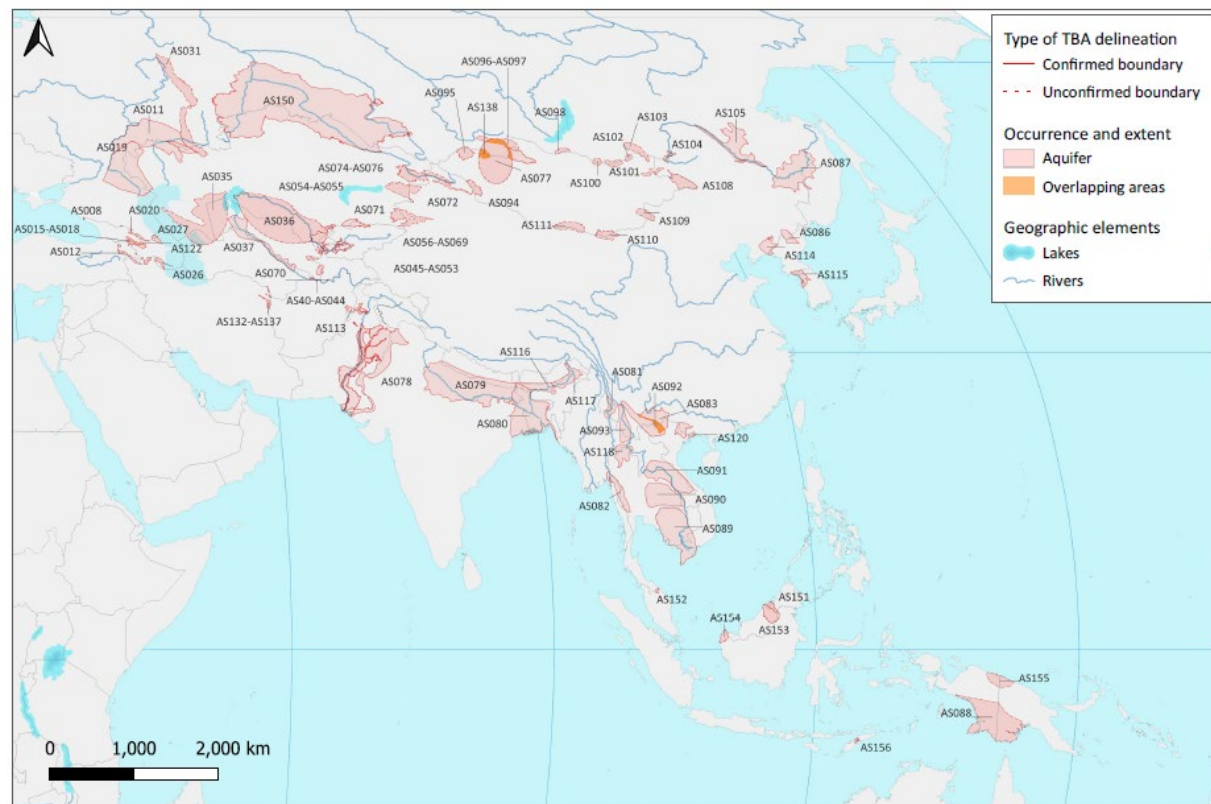 AS031
AS096-AS097
AS095
AS138
AS098
AS150
AS103
AS102
AS105
AS011
AS104
AS019
AS087
AS074-AS076
AS054-AS055
AS035
AS077
AS100
AS101
AS108
AS008
AS020
AS036
AS071
AS072
AS094
AS109
AS015-AS018
AS027
AS111
AS086
AS012
AS122
AS037
AS056-AS069
AS110
AS114
AS026
AS070
AS045-AS053
AS115
AS40-AS044
AS132-AS137
AS113
AS116
AS081
AS078
AS079
AS092
AS117
AS083
AS080
AS093
AS120
AS118
AS091
AS082
AS090
AS089
AS152
AS151
AS154
AS153
AS155
AS088
AS156
Type of TBA delineation
Confirmed boundary
Unconfirmed boundary
Occurrence and extent
Aquifer
Overlapping areas
Geographic elements
Lakes
Rivers
0 1,000 2,000 km